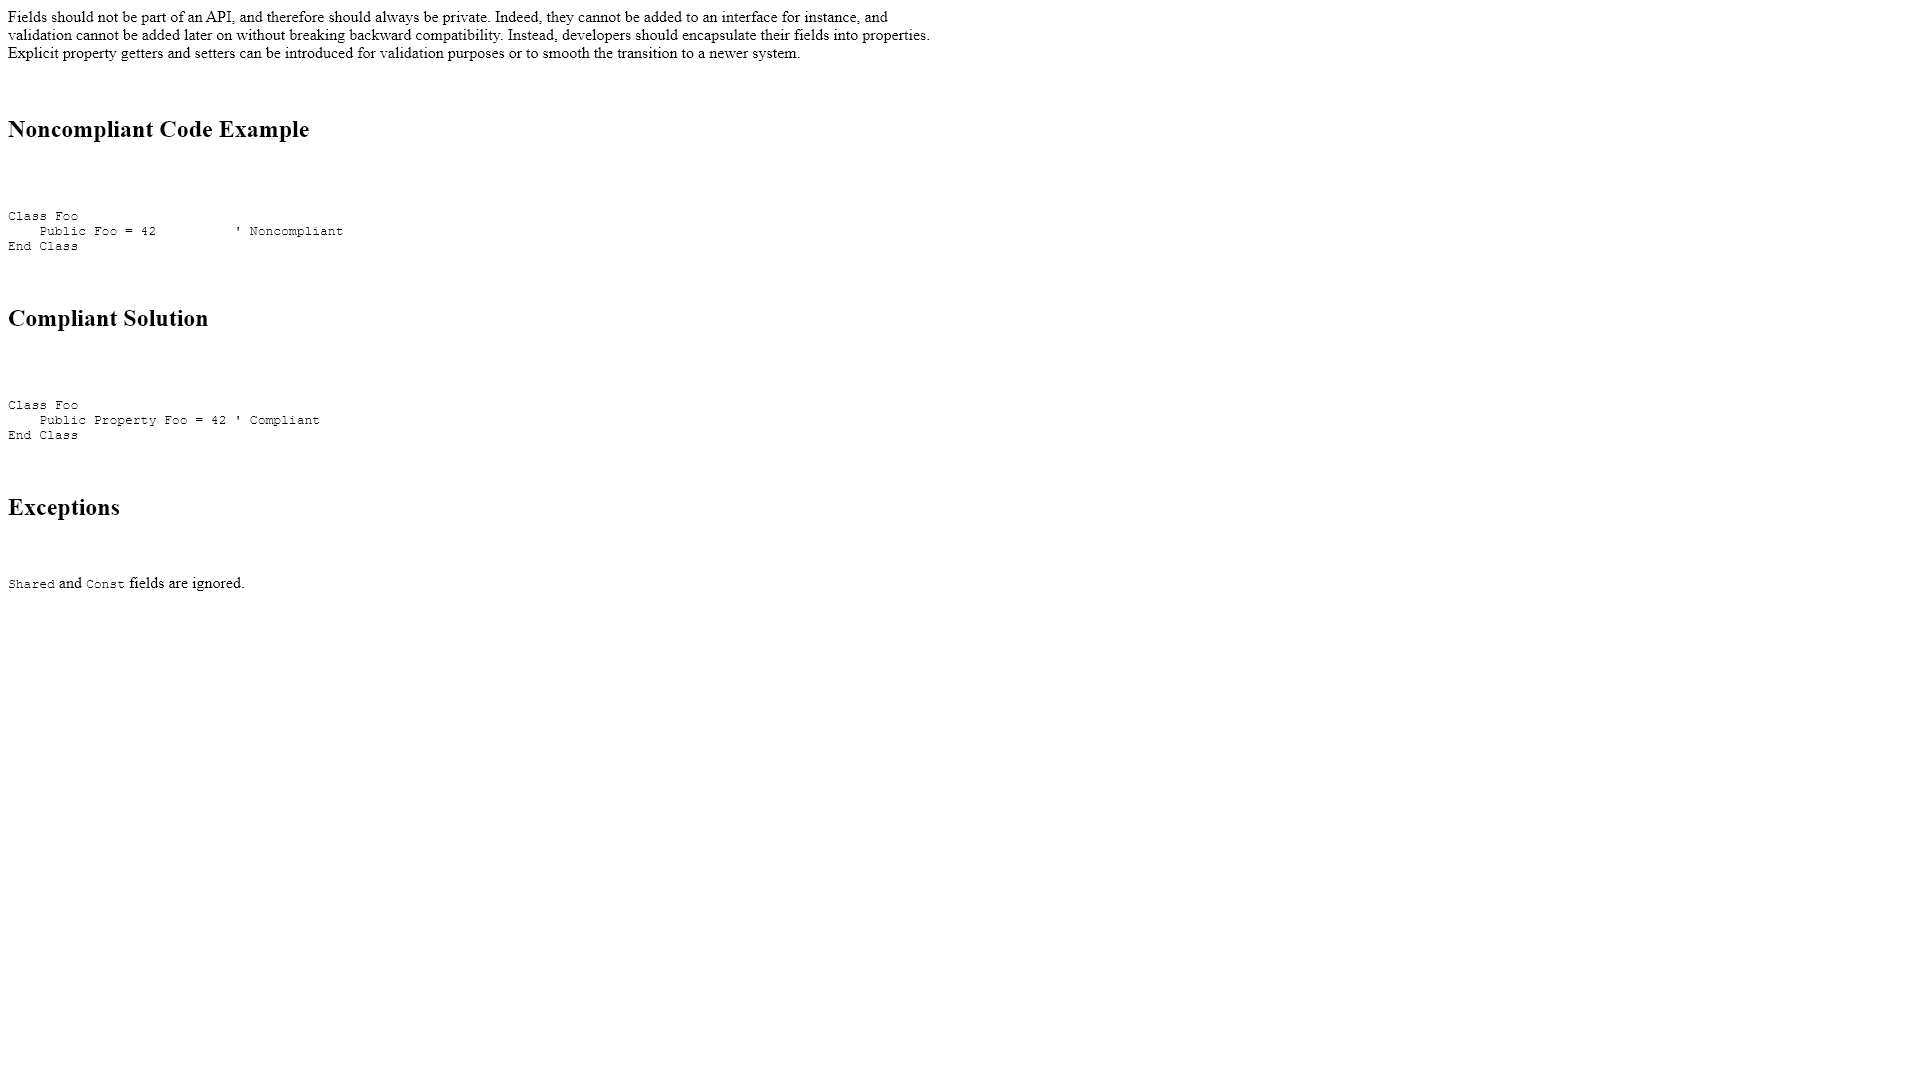 Fields should not be part of an API, and therefore should always be private. Indeed, they cannot be added to an interface for instance, and
validation cannot be added later on without breaking backward compatibility. Instead, developers should encapsulate their fields into properties.
Explicit property getters and setters can be introduced for validation purposes or to smooth the transition to a newer system.
Noncompliant Code Example
Class Foo
    Public Foo = 42          ' Noncompliant
End Class
Compliant Solution
Class Foo
    Public Property Foo = 42 ' Compliant
End Class
Exceptions
Shared and Const fields are ignored.